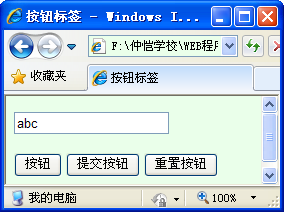 按钮标签 - Windows I...
F:\仲恺学校\WEB程序
收藏夹 按钮标签
abc
按钮 提交按钮 重置按钮
我的电脑 100%